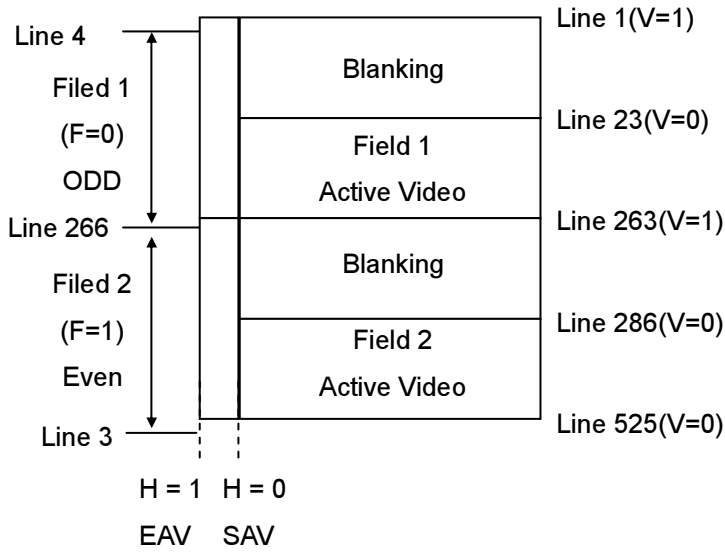 Line 1(V=1)
Line 4
Blanking
Filed 1
(F=0)
ODD
Line 23(V=0)
Field 1
Active Video
Line 266
Line 263(V=1)
Blanking
Filed 2
(F=1)
Even
Line 286(V=0)
Field 2
Active Video
Line 3
Line 525(V=0)
H = 1 H = 0
EAV SAV